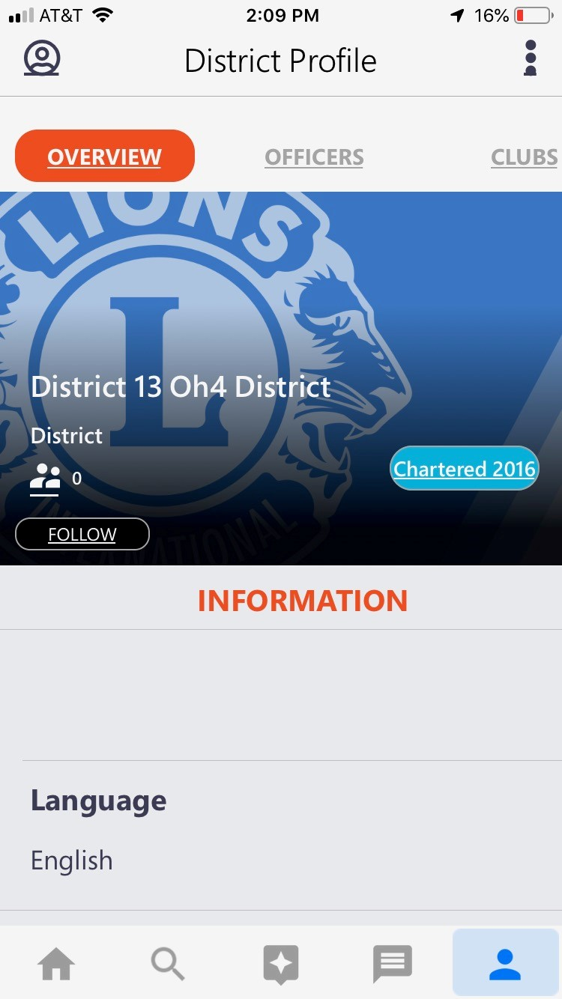 AT&T 2:09 PM 16%
District Profile
OVERVIEW OFFICERS CLUBS
LIONS
L
District 13 Oh4 District
District
0
Chartered 2016
FOLLOW
INTERNATIONAL
INFORMATION
Language
English